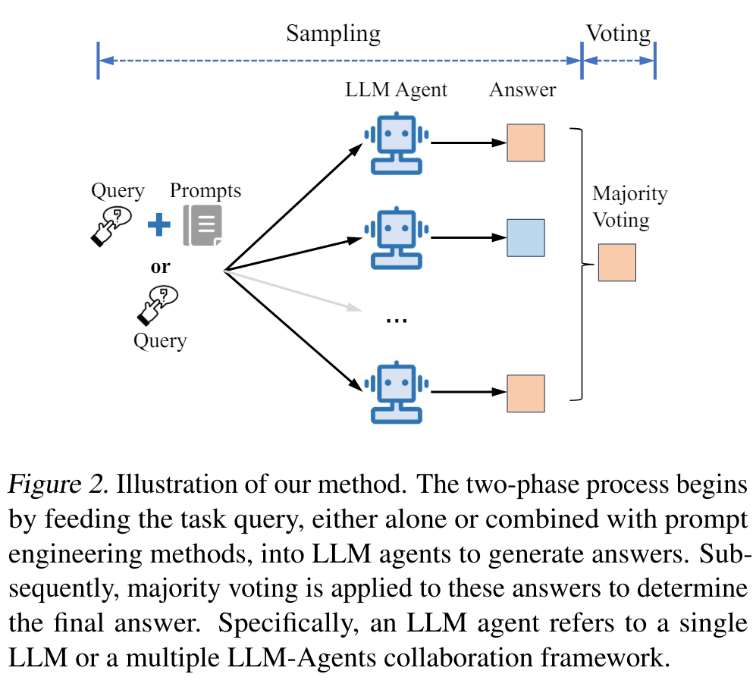 Sampling
Voting
LLM Agent
Answer
Query
Prompts
Majority
Voting
or
...
Query
Figure 2. Illustration of our method. The two-phase process begins
by feeding the task query, either alone or combined with prompt
engineering methods, into LLM agents to generate answers. Sub-
sequently, majority voting is applied to these answers to determine
the final answer. Specifically, an LLM agent refers to a single
LLM or a multiple LLM-Agents collaboration framework.